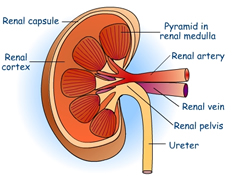 Renal capsule
Pyramid in
renal medulla
Renal
cortex
Renal artery
Renal vein
Renal pelvis
Ureter